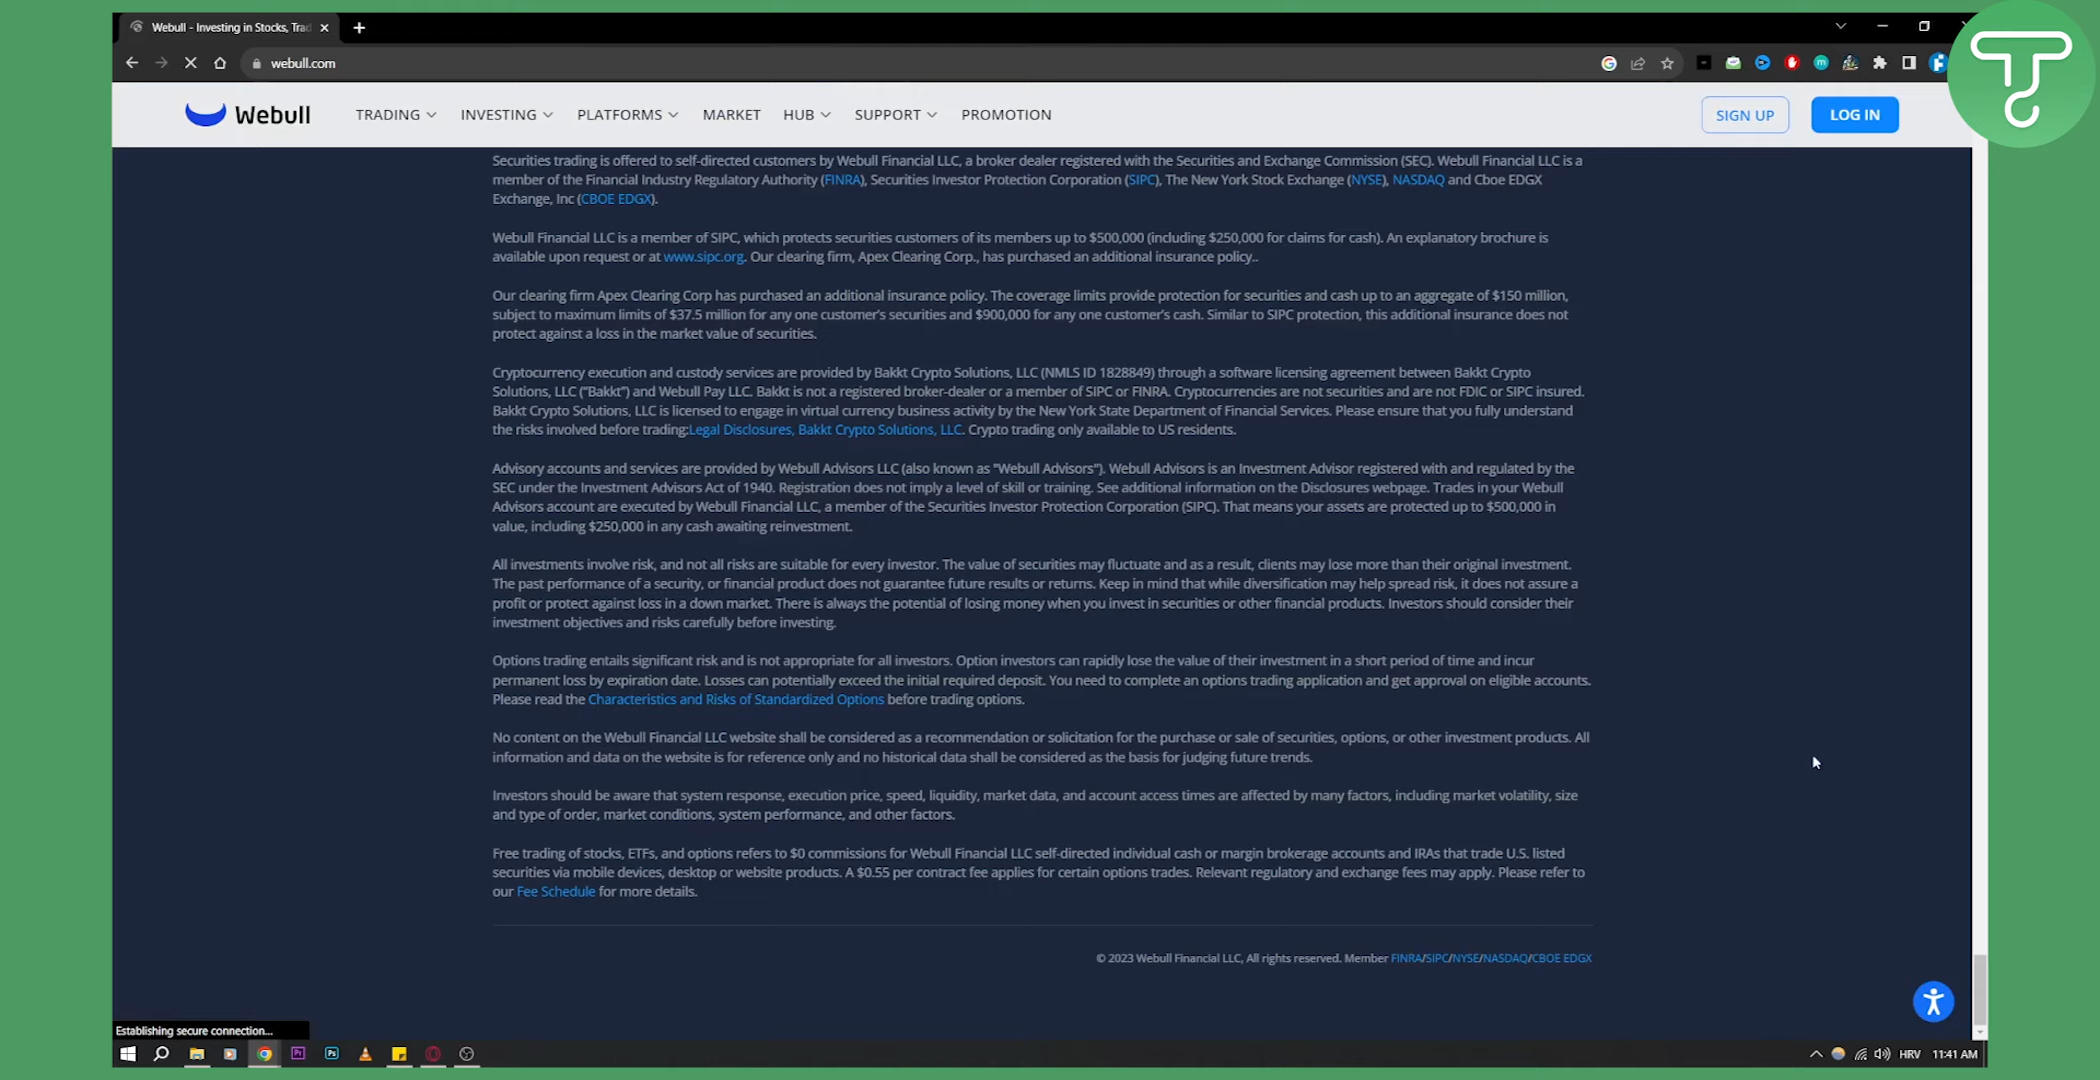 Webull - Investing in Stocks, Trad
webull.com
Webull
TRADING
INVESTING
PLATFORMS
MARKET
HUB
SUPPORT
PROMOTION
SIGN UP
LOG IN
Securities trading is offered to self-directed customers by Webull Financial LLC, a broker dealer registered with the Securities and Exchange Commission (SEC). Webull Financial LLC is a
member of the Financial Industry Regulatory Authority (FINRA), Securities Investor Protection Corporation (SIPC), The New York Stock Exchange (NYSE), NASDAQ and Cboe EDGX
Exchange, Inc (CBOE EDGX).
Webull Financial LLC is a member of SIPC, which protects securities customers of its members up to $500,000 (including $250,000 for claims for cash). An explanatory brochure is
available upon request or at www.sipc.org. Our clearing firm, Apex Clearing Corp., has purchased an additional insurance policy..
Our clearing firm Apex Clearing Corp has purchased an additional insurance policy. The coverage limits provide protection for securities and cash up to an aggregate of $150 million,
subject to maximum limits of $37.5 million for any one customer's securities and $900,000 for any one customer's cash. Similar to SIPC protection, this additional insurance does not
protect against a loss in the market value of securities.
Cryptocurrency execution and custody services are provided by Bakkt Crypto Solutions, LLC (NMLS ID 1828849) through a software licensing agreement between Bakkt Crypto
Solutions, LLC ("Bakkt") and Webull Pay LLC. Bakkt is not a registered broker-dealer or a member of SIPC or FINRA. Cryptocurrencies are not securities and are not FDIC or SIPC insured.
Bakkt Crypto Solutions, LLC is licensed to engage in virtual currency business activity by the New York State Department of Financial Services. Please ensure that you fully understand
the risks involved before trading:Legal Disclosures, Bakkt Crypto Solutions, LLC. Crypto trading only available to US residents.
Advisory accounts and services are provided by Webull Advisors LLC (also known as "Webull Advisors"). Webull Advisors is an Investment Advisor registered with and regulated by the
SEC under the Investment Advisors Act of 1940. Registration does not imply a level of skill or training. See additional information on the Disclosures webpage. Trades in your Webull
Advisors account are executed by Webull Financial LLC, a member of the Securities Investor Protection Corporation (SIPC). That means your assets are protected up to $500,000 in
value, including $250,000 in any cash awaiting reinvestment.
All investments involve risk, and not all risks are suitable for every investor. The value of securities may fluctuate and as a result, clients may lose more than their original investment.
The past performance of a security, or financial product does not guarantee future results or returns. Keep in mind that while diversification may help spread risk, it does not assure a
profit or protect against loss in a down market. There is always the potential of losing money when you invest in securities or other financial products. Investors should consider their
investment objectives and risks carefully before investing.
Options trading entails significant risk and is not appropriate for all investors. Option investors can rapidly lose the value of their investment in a short period of time and incur
permanent loss by expiration date. Losses can potentially exceed the initial required deposit. You need to complete an options trading application and get approval on eligible accounts.
Please read the Characteristics and Risks of Standardized Options before trading options.
No content on the Webull Financial LLC website shall be considered as a recommendation or solicitation for the purchase or sale of securities, options, or other investment products. All
information and data on the website is for reference only and no historical data shall be considered as the basis for judging future trends.
Investors should be aware that system response, execution price, speed, liquidity, market data, and account access times are affected by many factors, including market volatility, size
and type of order, market conditions, system performance, and other factors.
Free trading of stocks, ETFs, and options refers to $0 commissions for Webull Financial LLC self-directed individual cash or margin brokerage accounts and IRAs that trade U.S. listed
securities via mobile devices, desktop or website products. A $0.55 per contract fee applies for certain options trades. Relevant regulatory and exchange fees may apply. Please refer to
our Fee Schedule for more details.
© 2023 Webull Financial LLC, All rights reserved. Member FINRA/SIPC/NYSE/NASDAQ/CBOE EDGX
Establishing secure connection...
Pr
Ps
HRV
11:41 AM